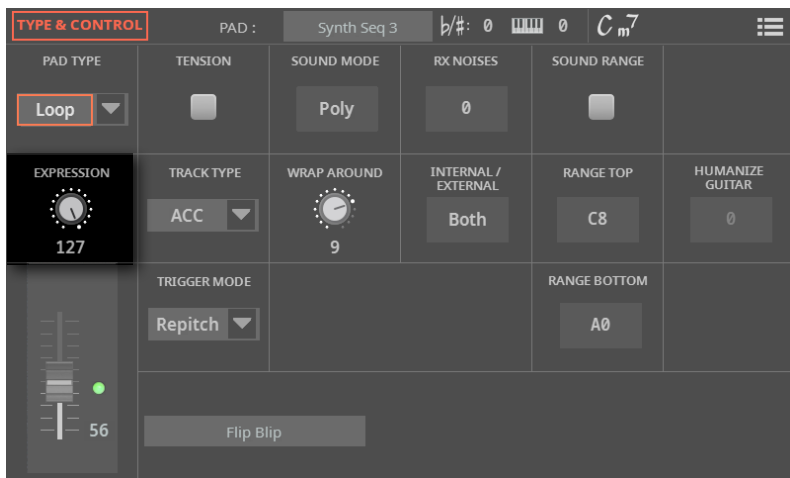 TYPE & CONTROL PAD : Synth Seq 3 ♭/#: 0 0 C m7
PAD TYPE TENSION SOUND MODE RX NOISES SOUND RANGE
Loop Poly 0
EXPRESSION TRACK TYPE WRAP AROUND INTERNAL / EXTERNAL RANGE TOP HUMANIZE GUITAR
127 ACC 9 Both C8 0
TRIGGER MODE RANGE BOTTOM
Repitch A0
56 Flip Blip